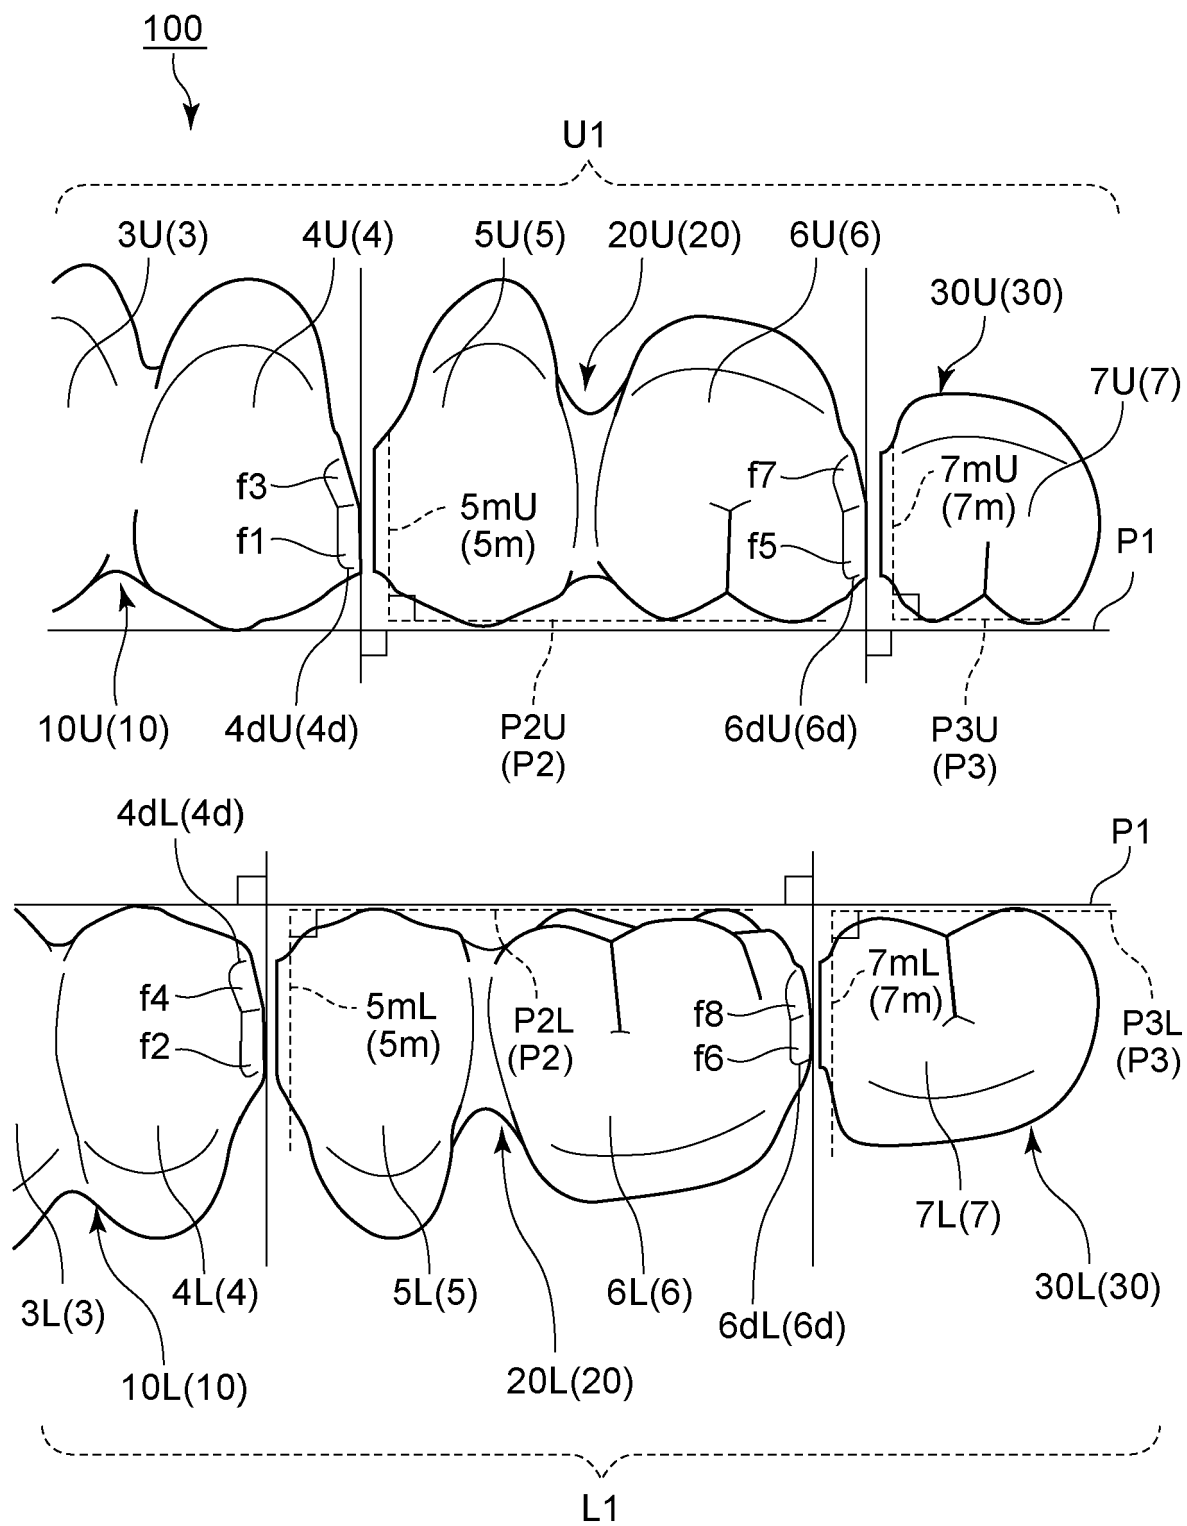 100
U1
3U(3) 4U(4) 5U(5) 20U(20) 6U(6)
30U(30)
7U(7)
f3 5mU f7 7mU
(5m) (7m)
f1 f5 P1
10U(10) 4dU(4d) P2U 6dU(6d) P3U
(P2) (P3)
4dL(4d) P1
f4 5mL P2L f8 7mL P3L
(5m) (P2) (7m) (P3)
f2 f6
7L(7)
3L(3) 4L(4) 5L(5) 6L(6) 6dL(6d) 30L(30)
10L(10) 20L(20)
L1